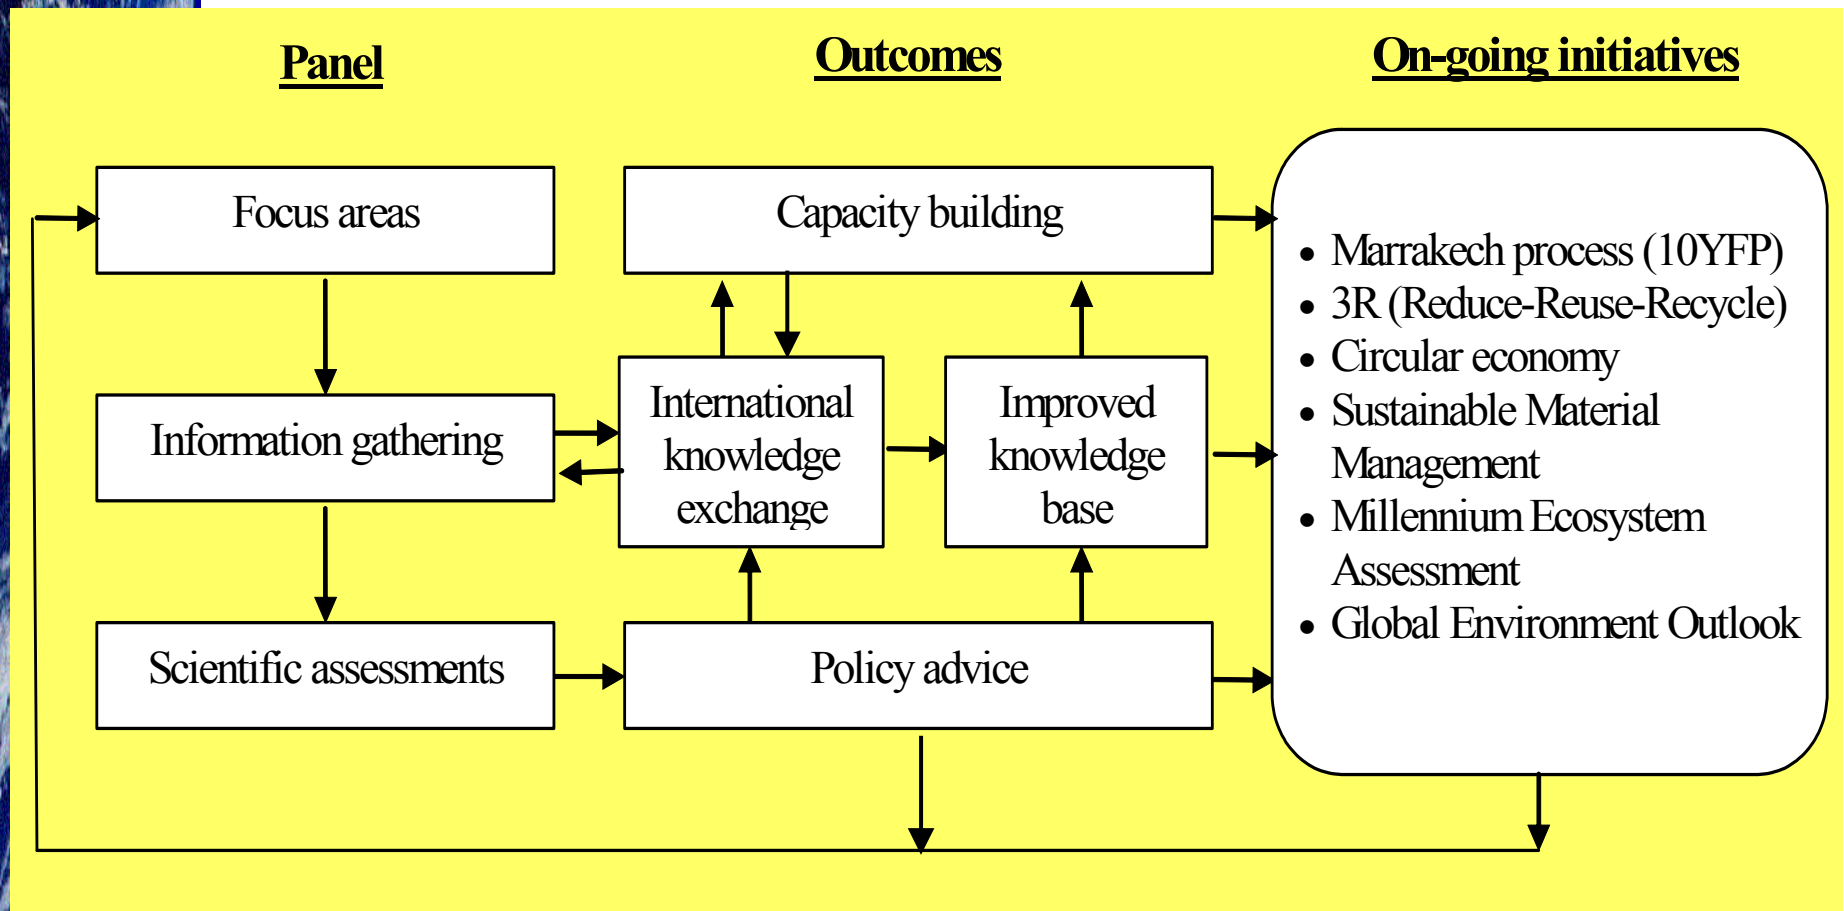 Panel
Outcomes
On-going initiatives
Focus areas
Information gathering
Scientific assessments
Capacity building
International
knowledge
exchange
Improved
knowledge
base
Policy advice
• Marrakech process (10YFP)
• 3R (Reduce-Reuse-Recycle)
• Circular economy
• Sustainable Material
Management
• Millennium Ecosystem
Assessment
• Global Environment Outlook